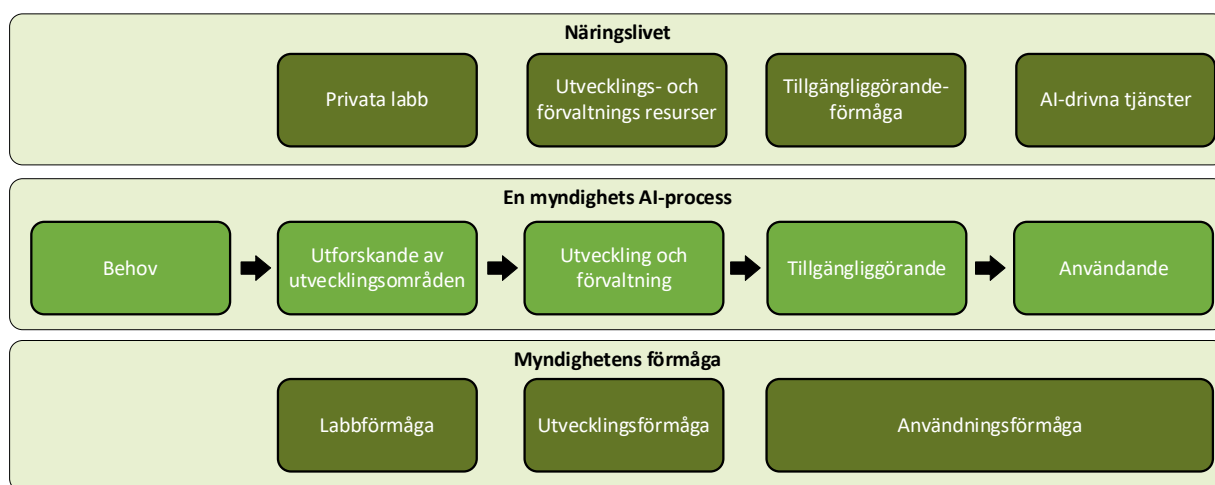 Näringslivet
Privata labb
Utvecklings- och
förvaltnings resurser
Tillgängliggörande-
förmåga
AI-drivna tjänster
En myndighets AI-process
Behov
Utforskande av
utvecklingsområden
Utveckling och
förvaltning
Tillgängliggörande
Användande
Myndighetens förmåga
Labbförmåga
Utvecklingsförmåga
Användningsförmåga